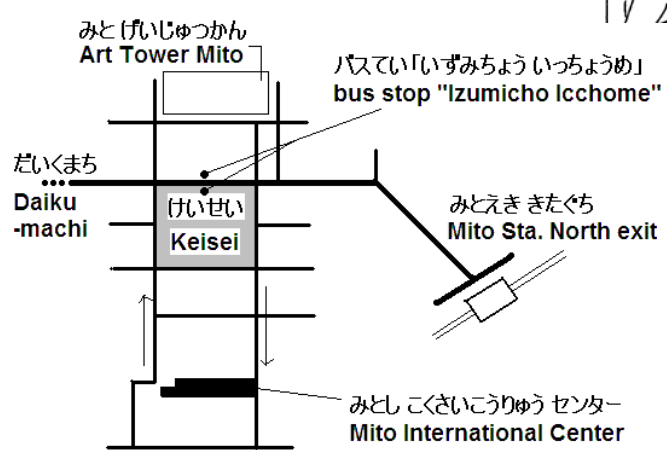 みと げいじゅつかん
Art Tower Mito
バスてい「いずみちょう いっちょうめ」
bus stop "Izumicho Icchome"
だいくまち
Daiku
-machi
けいせい
Keisei
みとえき きたぐち
Mito Sta. North exit
みとし こくさいこうりゅう センター
Mito International Center